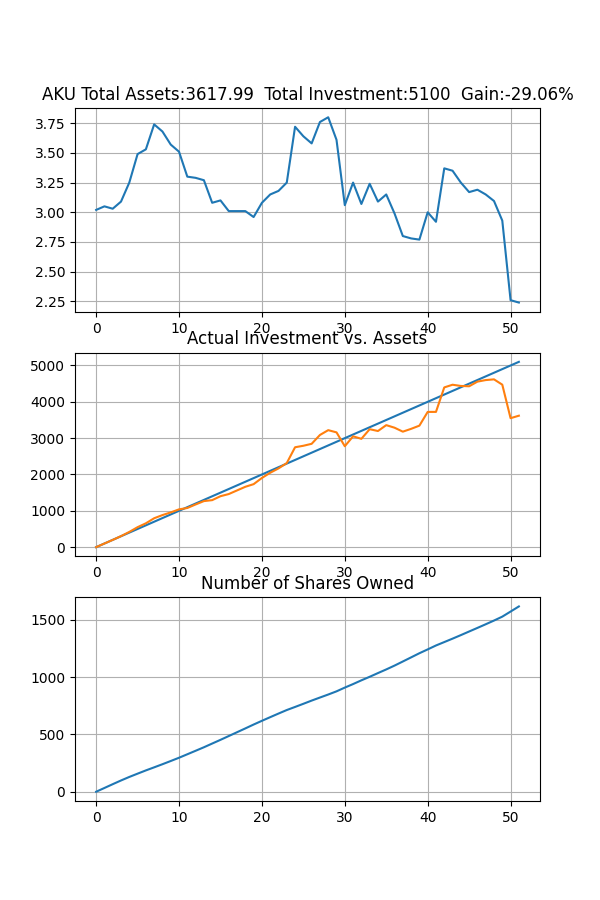 AKU Total Assets:3617.99  Total Investment:5100  Gain:-29.06%
3.75
3.50
3.25
3.00
2.75
2.50
2.25
0 10 20 30 40 50
Actual Investment vs. Assets
5000
4000
3000
2000
1000
0
0 10 20 30 40 50
Number of Shares Owned
1500
1000
500
0
0 10 20 30 40 50